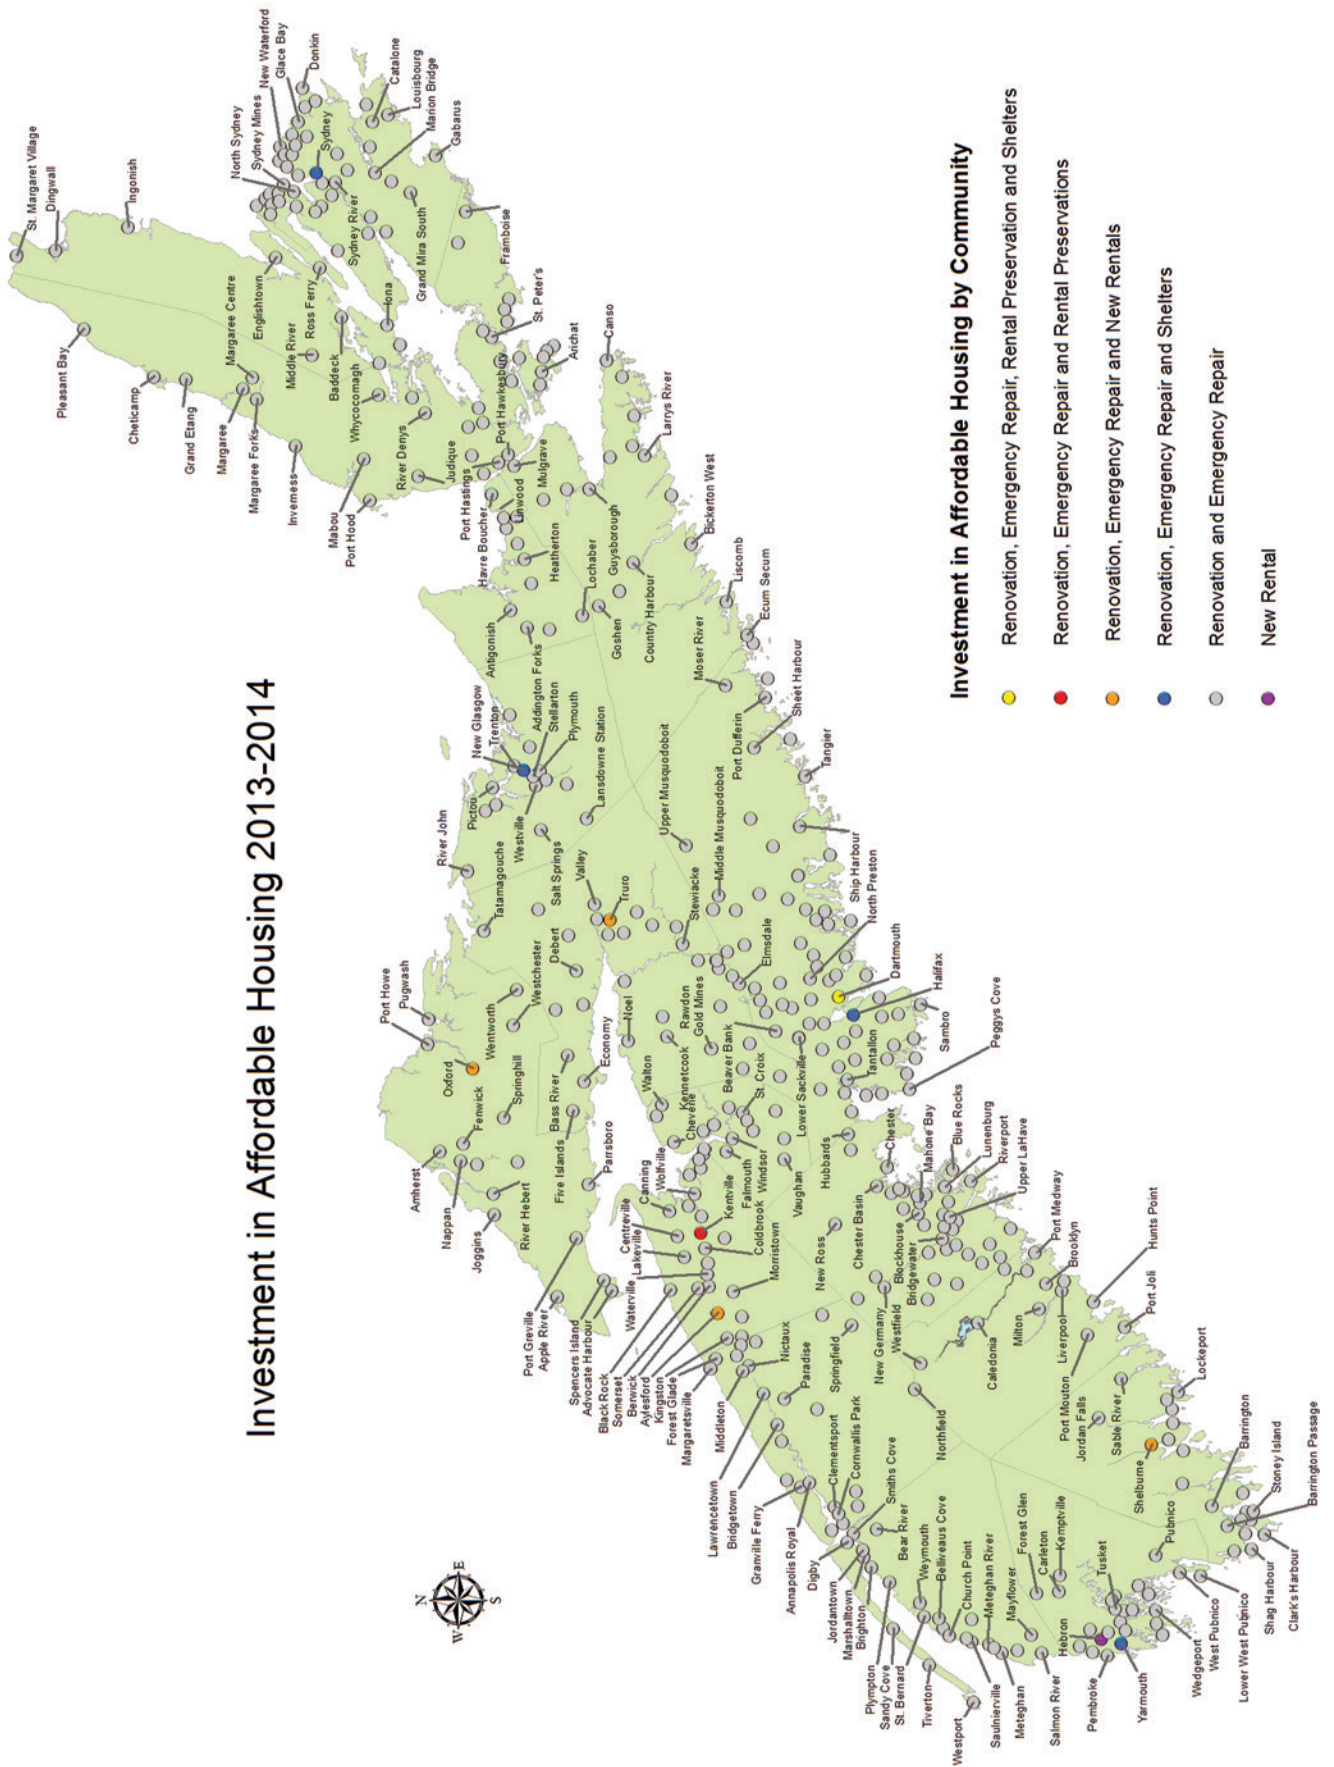 Investment in Affordable Housing 2013-2014
N
W
E
S
St. Margaret Village
Dingwall
Ingonish
Pleasant Bay
Cheticamp
Grand Etang
Margaree
Margaree Forks
Margaree Centre
Inverness
Middle River
Englishtown
Ross Ferry
Baddeck
Whycocomagh
Iona
Mabou
Port Hood
River Denys
Judique
North Sydney
Sydney Mines
New Waterford
Glace Bay
Donkin
Sydney
Sydney River
Catalone
Louisbourg
Marion Bridge
Gabarus
Grand Mira South
Framboise
St. Peter's
Arichat
Port Hastings
Port Hawkesbury
Mulgrave
Havre Boucher
Linwood
Heatherton
Canso
Larrys River
Guysborough
Lochaber
Goshen
Country Harbour
Bickerton West
Liscomb
Ecum Secum
Moser River
Antigonish
Addington Forks
New Glasgow
Trenton
Stellarton
Plymouth
Pictou
Westville
Lansdowne Station
Salt Springs
River John
Tatamagouche
Valley
Truro
Debert
Westchester
Wentworth
Port Howe
Pugwash
Oxford
Fenwick
Springhill
Amherst
Nappan
Joggins
River Hebert
Bass River
Economy
Five Islands
Parrsboro
Port Greville
Apple River
Spencers Island
Advocate Harbour
Upper Musquodoboit
Middle Musquodoboit
Stewiacke
Elmsdale
Port Dufferin
Sheet Harbour
Tangier
Ship Harbour
North Preston
Dartmouth
Halifax
Sambro
Peggys Cove
Tantallon
Lower Sackville
Beaver Bank
Rawdon
Gold Mines
Noel
Walton
Kennetcook
Cheverie
St. Croix
Windsor
Falmouth
Vaughan
Hubbards
Canning
Wolfville
Kentville
Centreville
Lakeville
Coldbrook
Waterville
Morristown
Black Rock
Somerset
Berwick
Aylesford
Kingston
Forest Glade
Margaretsville
Middleton
Nictaux
Paradise
Lawrencetown
Bridgetown
Granville Ferry
Annapolis Royal
Clementsport
Cornwallis Park
Smiths Cove
Digby
Bear River
Jordantown
Marshalltown
Brighton
Plympton
Sandy Cove
St. Bernard
Tiverton
Westport
Weymouth
Belliveaus Cove
Church Point
Saulnierville
Meteghan River
Meteghan
Mayflower
Salmon River
Hebron
Pembroke
Yarmouth
Tusket
Wedgeport
Forest Glen
Carleton
Kemptville
Pubnico
West Pubnico
Lower West Pubnico
Shag Harbour
Clark's Harbour
Barrington Passage
Stoney Island
Barrington
Shelburne
Lockeport
Sable River
Jordan Falls
Port Mouton
Port Joli
Hunts Point
Liverpool
Milton
Brooklyn
Port Medway
Caledonia
Northfield
Westfield
New Germany
Springfield
New Ross
Chester Basin
Chester
Mahone Bay
Blockhouse
Bridgewater
Blue Rocks
Lunenburg
Riverport
Upper LaHave
Investment in Affordable Housing by Community
Renovation, Emergency Repair, Rental Preservation and Shelters
Renovation, Emergency Repair and Rental Preservations
Renovation, Emergency Repair and New Rentals
Renovation, Emergency Repair and Shelters
Renovation and Emergency Repair
New Rental